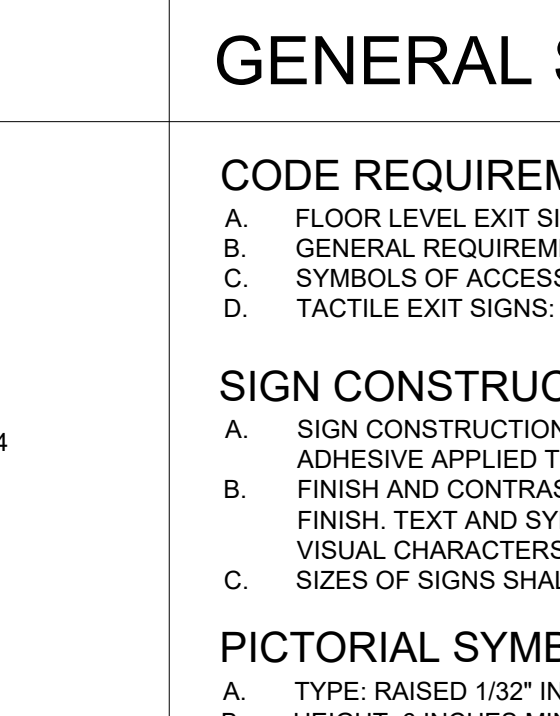 GENERAL
CODE REQUIREM
A. FLOOR LEVEL EXIT SI
B. GENERAL REQUIREM
C. SYMBOLS OF ACCESS
D. TACTILE EXIT SIGNS:
SIGN CONSTRUC
A. SIGN CONSTRUCTION
ADHESIVE APPLIED T
B. FINISH AND CONTRAS
FINISH. TEXT AND SY
VISUAL CHARACTERS
C. SIZES OF SIGNS SHAL
4
PICTORIAL SYMB
A. TYPE: RAISED 1/32" IN